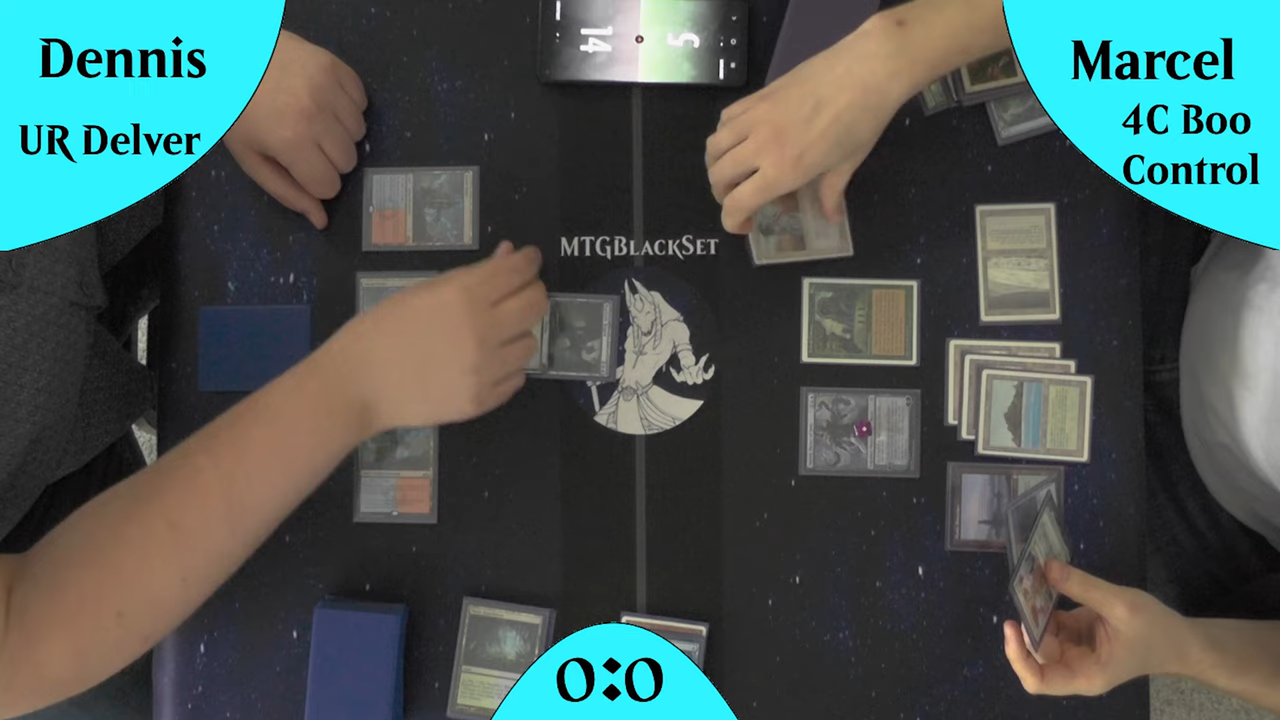 Dennis
UR Delver
14
5
Marcel
4C Boo
Control
MTGBlackSet
0:0